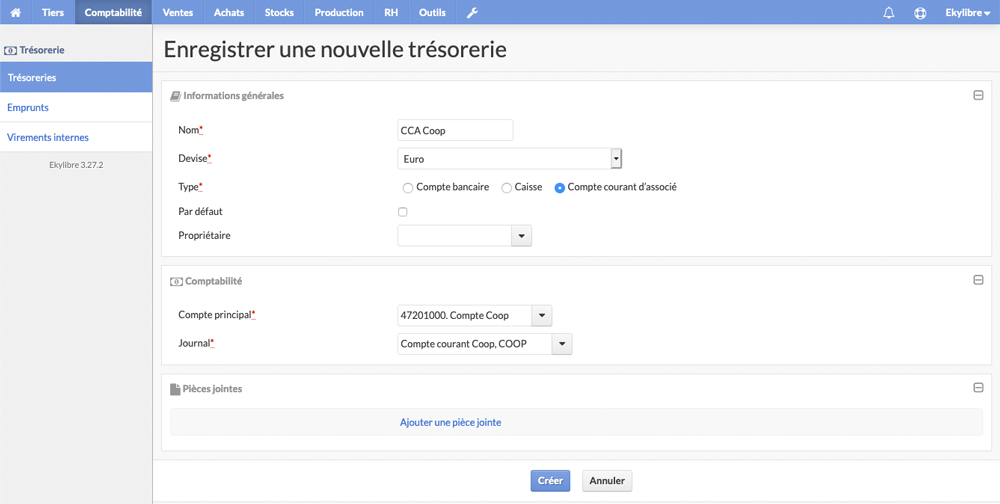 Tiers Comptabilité Ventes Achats Stocks Production RH Outils Ekylibre
Trésorerie
Trésoreries
Emprunts
Virements internes
Ekylibre 3.27.2
Enregistrer une nouvelle trésorerie
Informations générales
Nom* CCA Coop
Devise* Euro
Type* Compte bancaire Caisse Compte courant d'associé
Par défaut
Propriétaire
Comptabilité
Compte principal* 47201000. Compte Coop
Journal* Compte courant Coop, COOP
Pièces jointes
Ajouter une pièce jointe
Créer Annuler